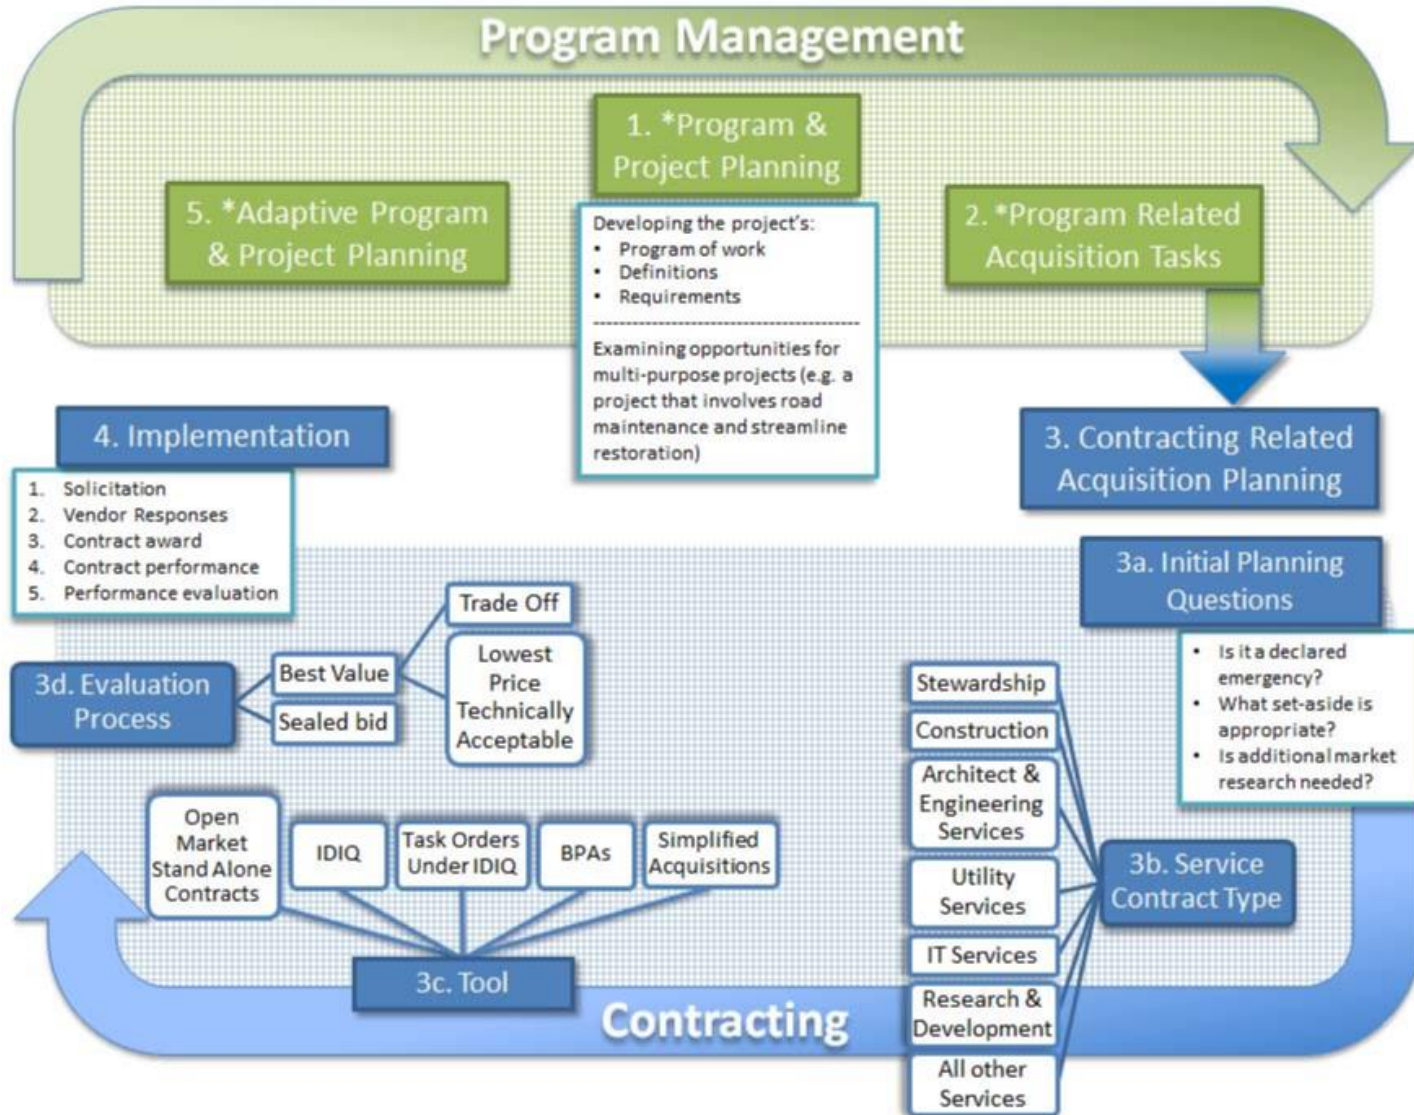 Program Management
1. *Program &
Project Planning
Developing the project's:
• Program of work
• Definitions
• Requirements
--------------------------------------
Examining opportunities for
multi-purpose projects (e.g. a
project that involves road
maintenance and streamline
restoration)
2. *Program Related
Acquisition Tasks
3. Contracting Related
Acquisition Planning
3a. Initial Planning
Questions
• Is it a declared
emergency?
• What set-aside is
appropriate?
• Is additional market
research needed?
3b. Service
Contract Type
Stewardship
Construction
Architect &
Engineering
Services
Utility
Services
IT Services
Research &
Development
All other
Services
3c. Tool
Open
Market
Stand Alone
Contracts
IDIQ
Task Orders
Under IDIQ
BPAs
Simplified
Acquisitions
3d. Evaluation
Process
Best Value
Sealed bid
Trade Off
Lowest
Price
Technically
Acceptable
4. Implementation
1. Solicitation
2. Vendor Responses
3. Contract award
4. Contract performance
5. Performance evaluation
5. *Adaptive Program
& Project Planning
Contracting